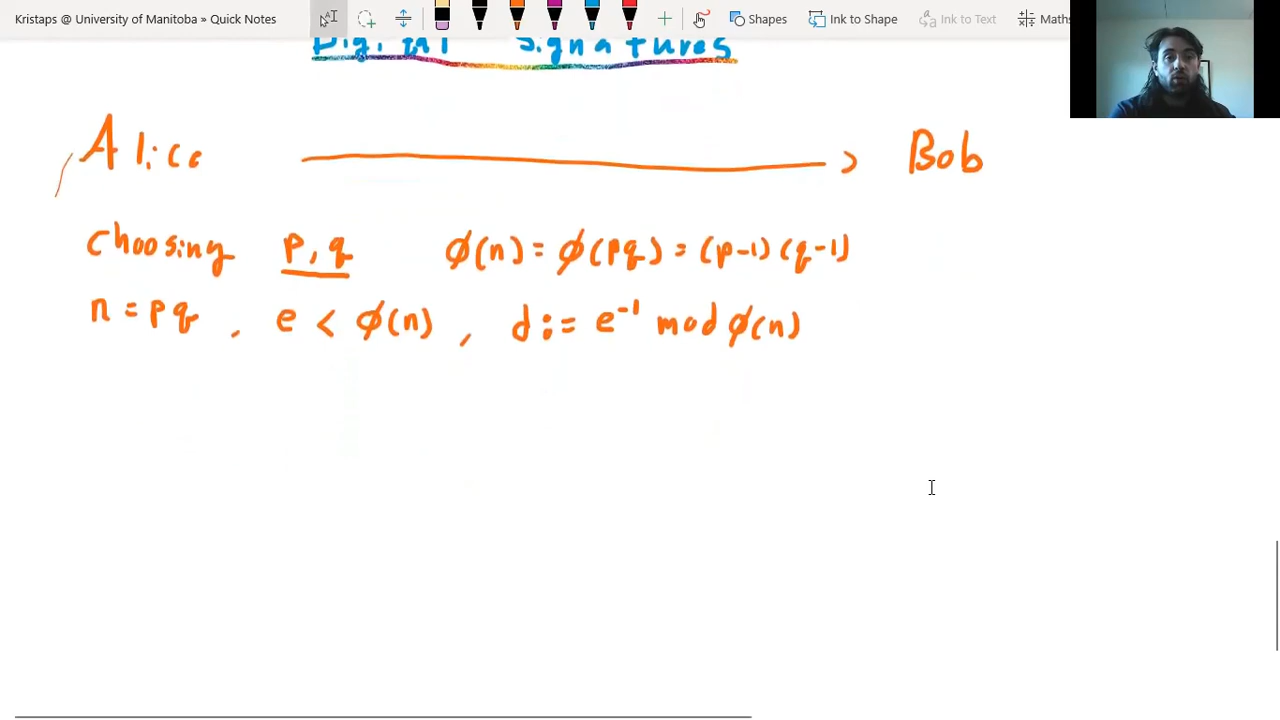 Kristaps @ University of Manitoba » Quick Notes
Shapes
Ink to Shape
Ink to Text
Maths
Digital Signatures
Alice
Bob
choosing p, q ϕ(n) = ϕ(pq) = (p-1)(q-1)
n = pq , e < ϕ(n) , d := e⁻¹ mod ϕ(n)